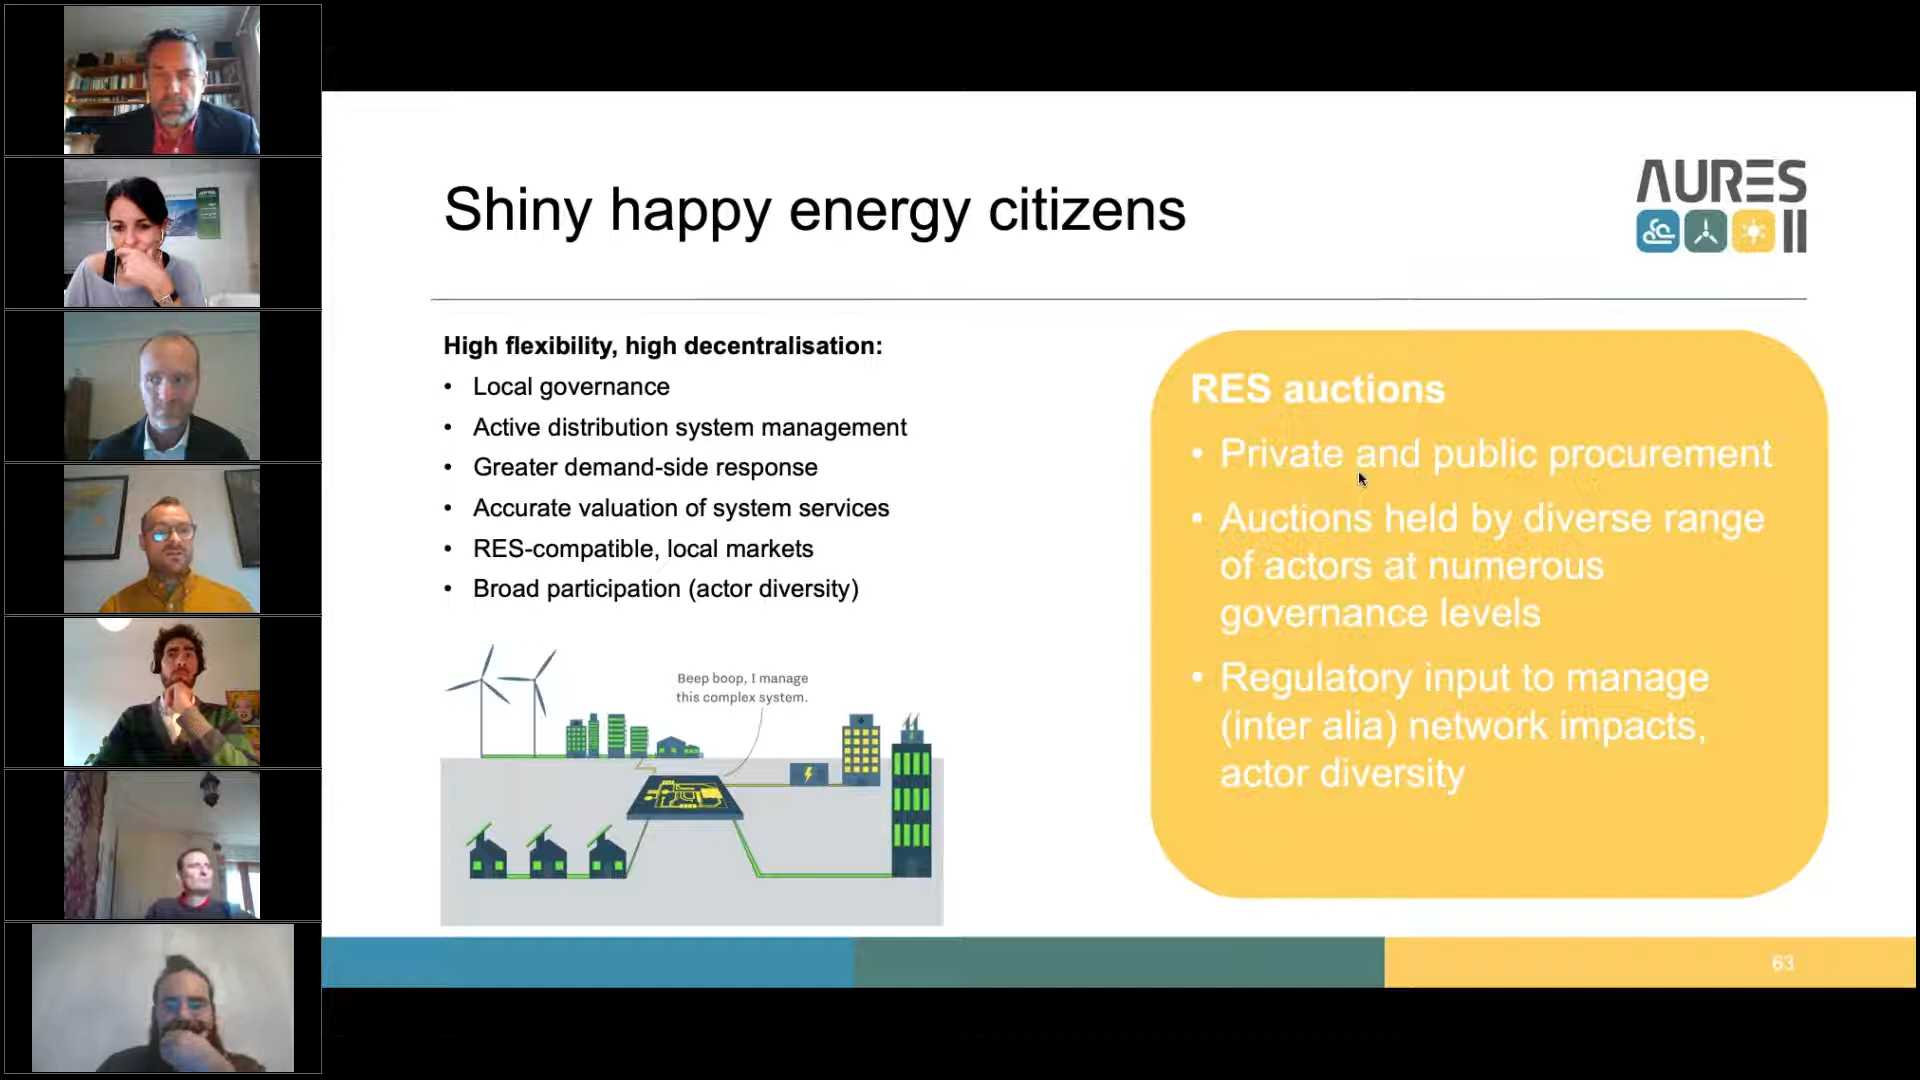 Shiny happy energy citizens
AURES
II
High flexibility, high decentralisation:
• Local governance
• Active distribution system management
• Greater demand-side response
• Accurate valuation of system services
• RES-compatible, local markets
• Broad participation (actor diversity)
Beep boop, I manage
this complex system.
RES auctions
• Private and public procurement
• Auctions held by diverse range
of actors at numerous
governance levels
• Regulatory input to manage
(inter alia) network impacts,
actor diversity
63